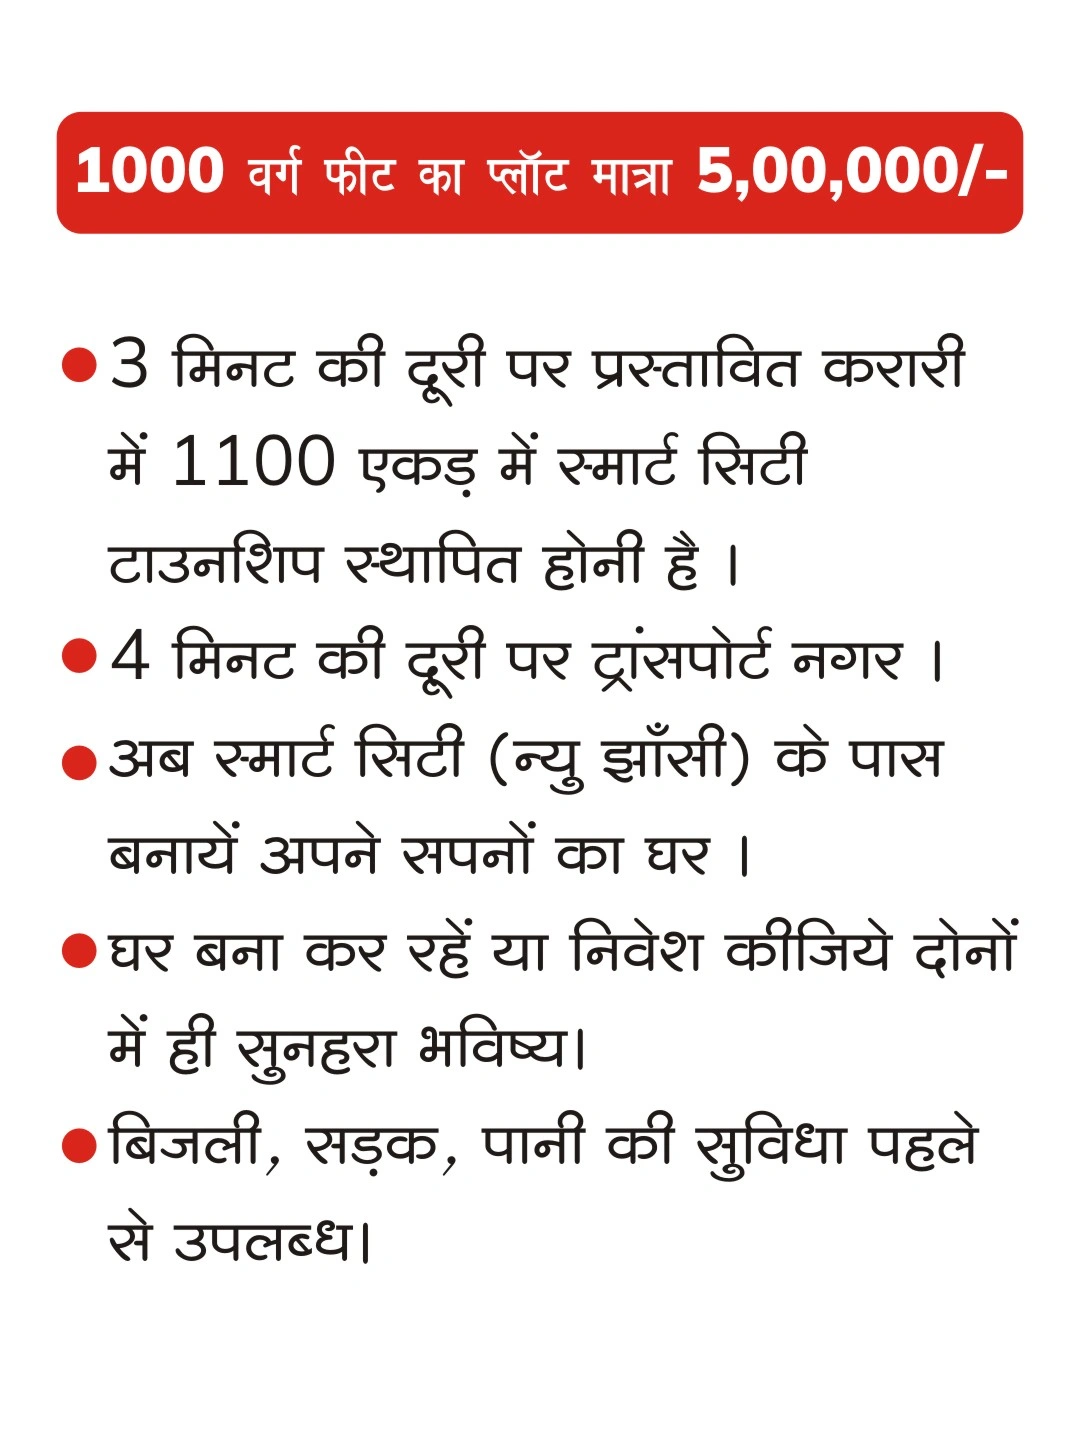 1000 वर्ग फीट का प्लॉट मात्रा 5,00,000/-
● 3 मिनट की दूरी पर प्रस्तावित करारी
में 1100 एकड़ में स्मार्ट सिटी
टाउनशिप स्थापित होनी है ।
● 4 मिनट की दूरी पर ट्रांसपोर्ट नगर ।
● अब स्मार्ट सिटी (न्यु झाँसी) के पास
बनायें अपने सपनों का घर ।
● घर बना कर रहें या निवेश कीजिये दोनों
में ही सुनहरा भविष्य।
● बिजली, सड़क, पानी की सुविधा पहले
से उपलब्ध।